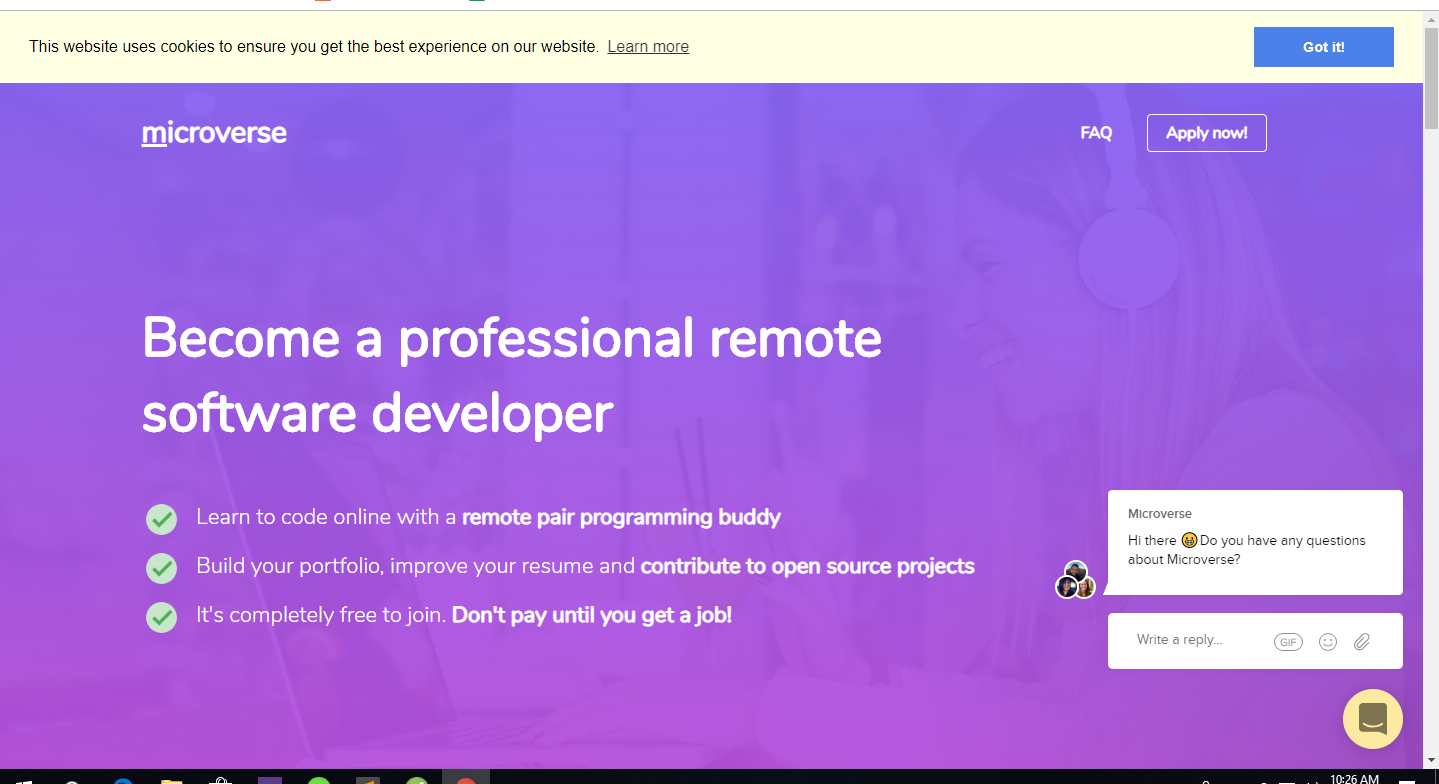 This website uses cookies to ensure you get the best experience on our website. Learn more
Got it!
microverse
FAQ
Apply now!
Become a professional remote
software developer
Learn to code online with a remote pair programming buddy
Build your portfolio, improve your resume and contribute to open source projects
It's completely free to join. Don't pay until you get a job!
Microverse
Hi there 😁 Do you have any questions
about Microverse?
Write a reply...
GIF
10:26 AM